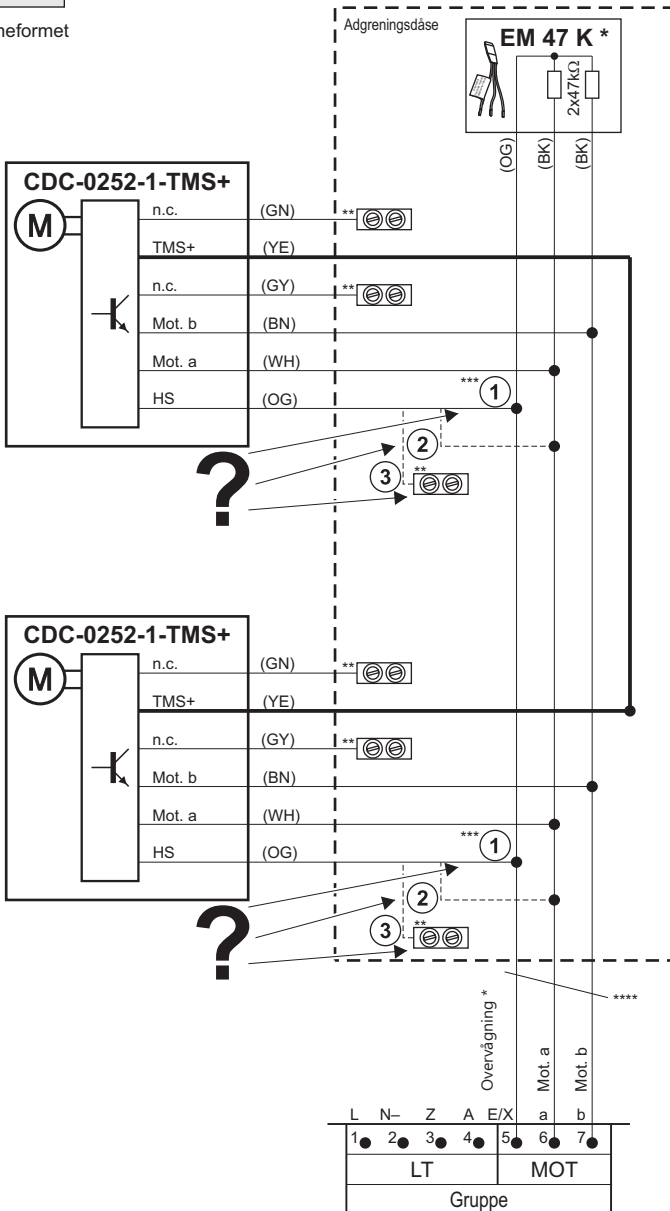 neformet
Adgreningsdåse
EM 47 K *
2x47kΩ
(OG)
(BK)
(BK)
CDC-0252-1-TMS+
M
n.c.
(GN)
**
TMS+
(YE)
n.c.
(GY)
**
Mot. b
(BN)
Mot. a
(WH)
*** 1
HS
(OG)
2
3
**
?
CDC-0252-1-TMS+
M
n.c.
(GN)
**
TMS+
(YE)
n.c.
(GY)
**
Mot. b
(BN)
Mot. a
(WH)
*** 1
HS
(OG)
2
3
**
?
Overvågning *
Mot. a
Mot. b
****
L N– Z A E/X a b
1 2 3 4 5 6 7
LT MOT
Gruppe